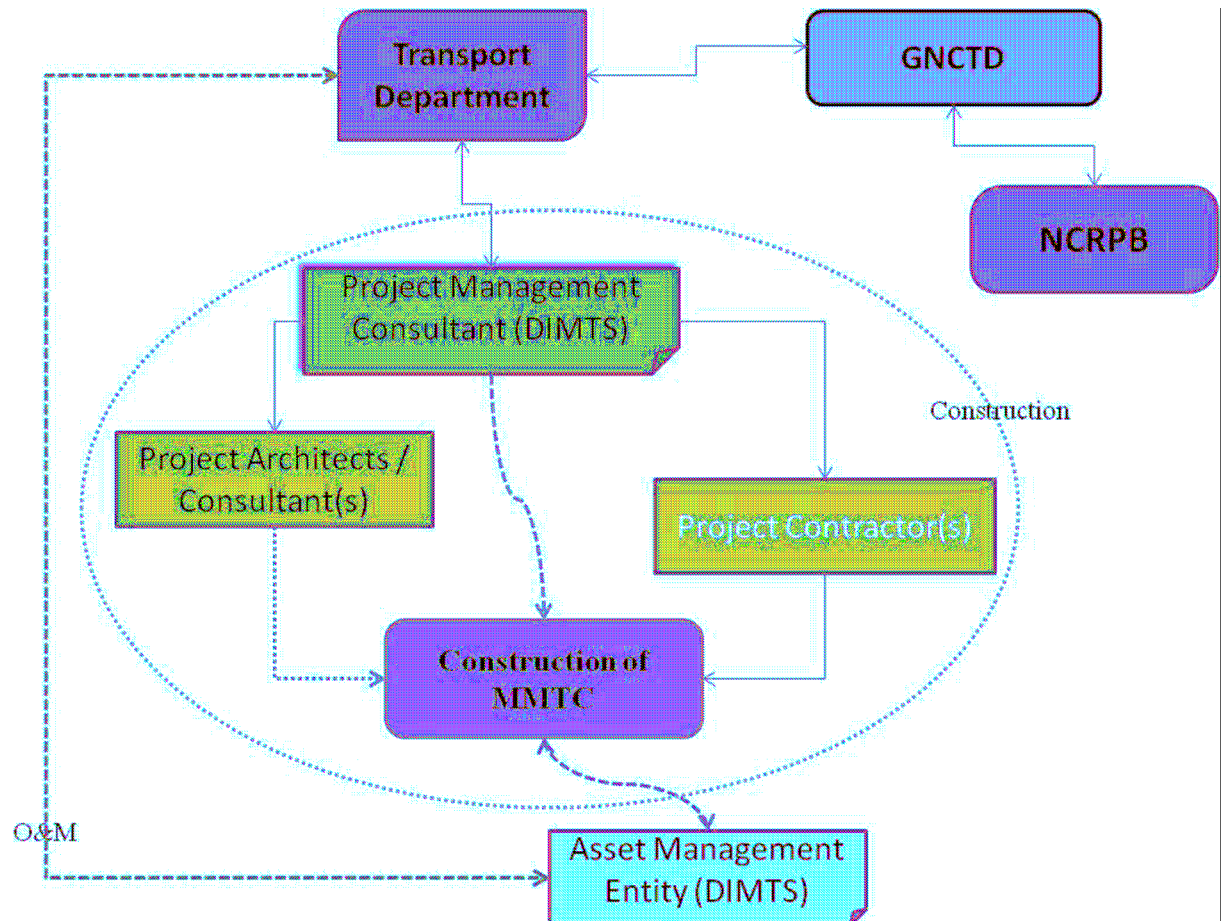 Transport
Department
GNCTD
NCRPB
Project Management
Consultant (DIMTS)
Construction
Project Architects /
Consultant(s)
Project Contractor(s)
Construction of
MMTC
O&M
Asset Management
Entity (DIMTS)